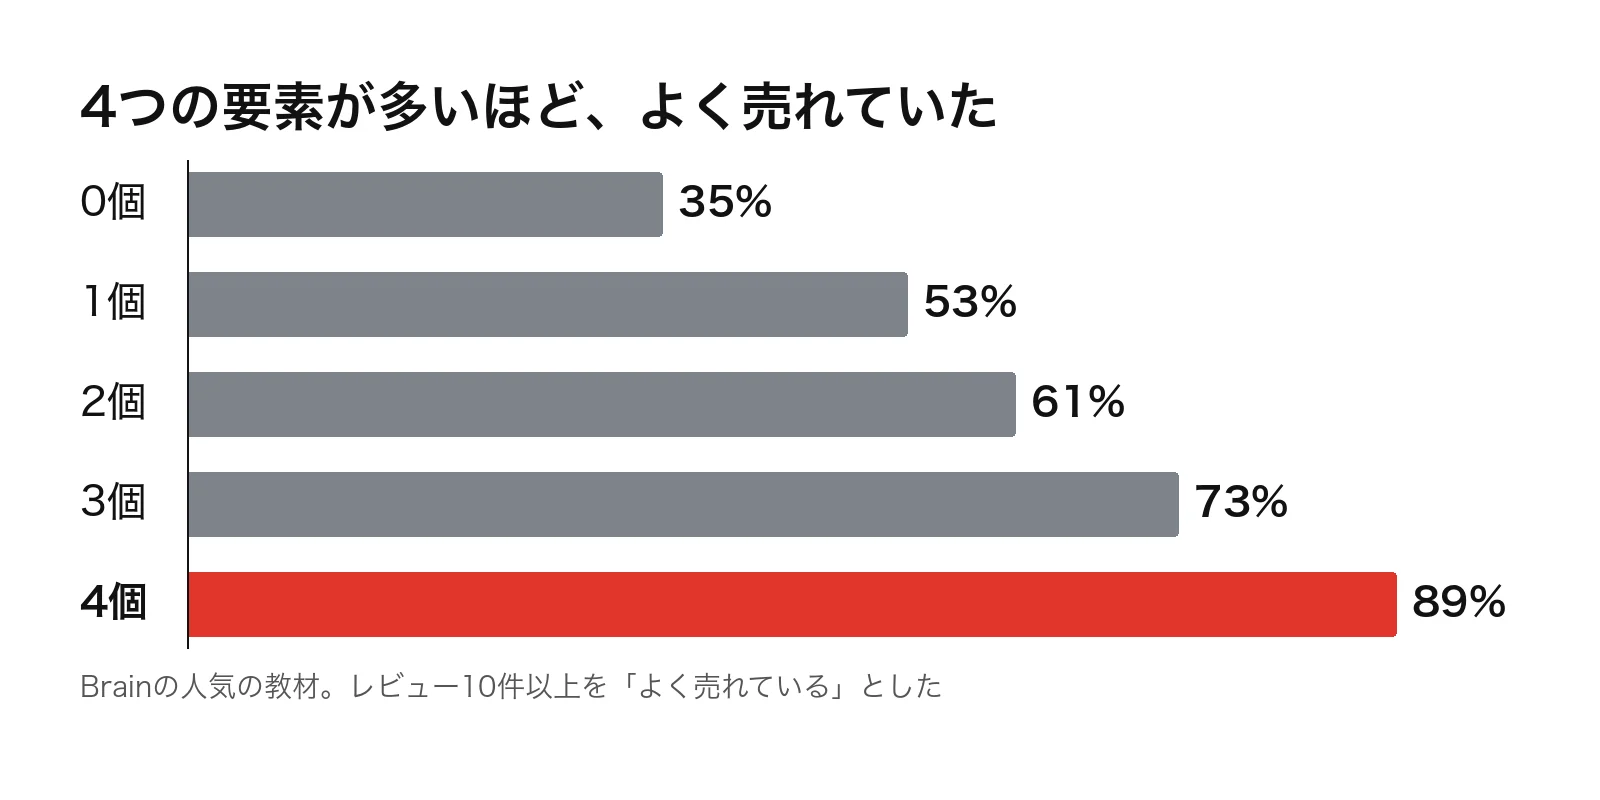 4つの要素が多いほど、よく売れていた
0個 35%
1個 53%
2個 61%
3個 73%
4個 89%
Brainの人気の教材。レビュー10件以上を「よく売れている」とした